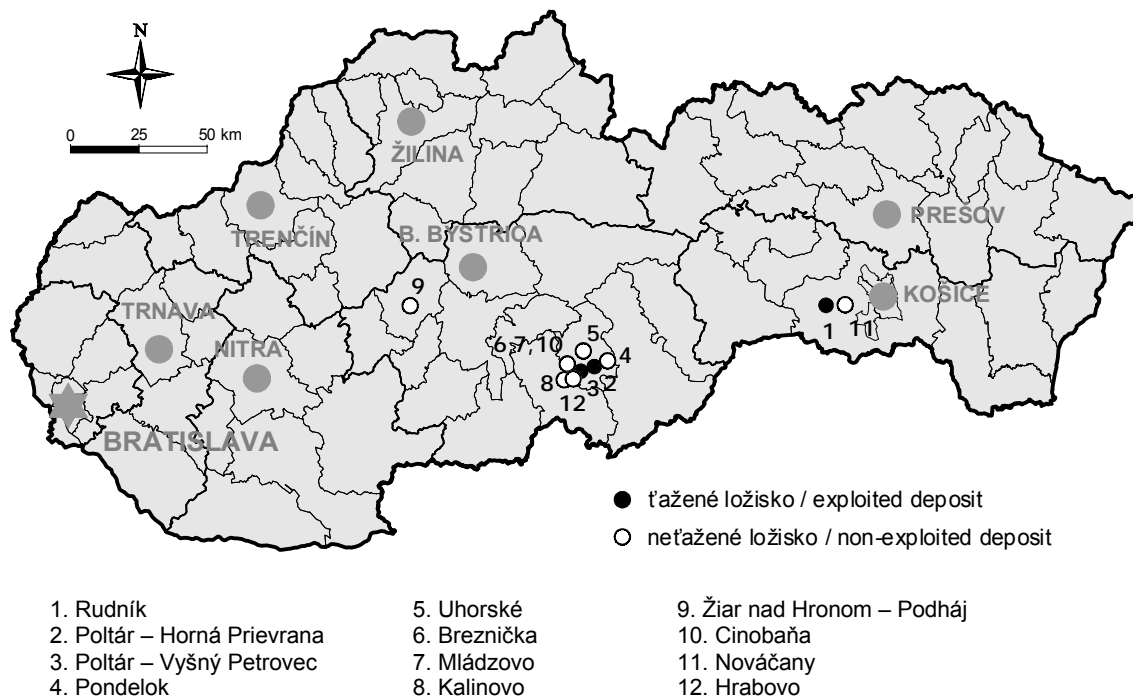 N
0 25 50 km
ŽILINA
TRENČÍN
B. BYSTRICA
PREŠOV
KOŠICE
TRNAVA
NITRA
BRATISLAVA
9
1
11
5
6, 7, 10
4
8
3
2
12
ťažené ložisko / exploited deposit
neťažené ložisko / non-exploited deposit
1. Rudník
2. Poltár – Horná Prievrana
3. Poltár – Vyšný Petrovec
4. Pondelok
5. Uhorské
6. Breznička
7. Mládzovo
8. Kalinovo
9. Žiar nad Hronom – Podháj
10. Cinobaňa
11. Nováčany
12. Hrabovo